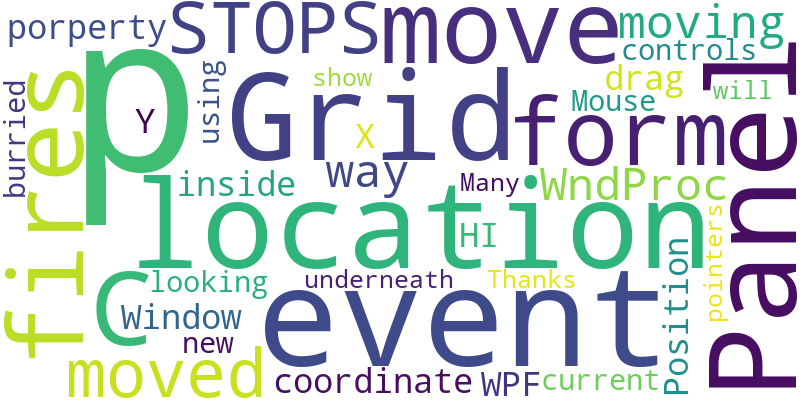 porperty
STOPS
move
moving
controls
burried
fires
p
Y
using
Grid
show
X
way
drag
Mouse
will
form
Panel
inside
location
Many
WndProc
HI
C
looking
underneath
Thanks
pointers
Position
Window
new
event
moved
coordinate
WPF
current